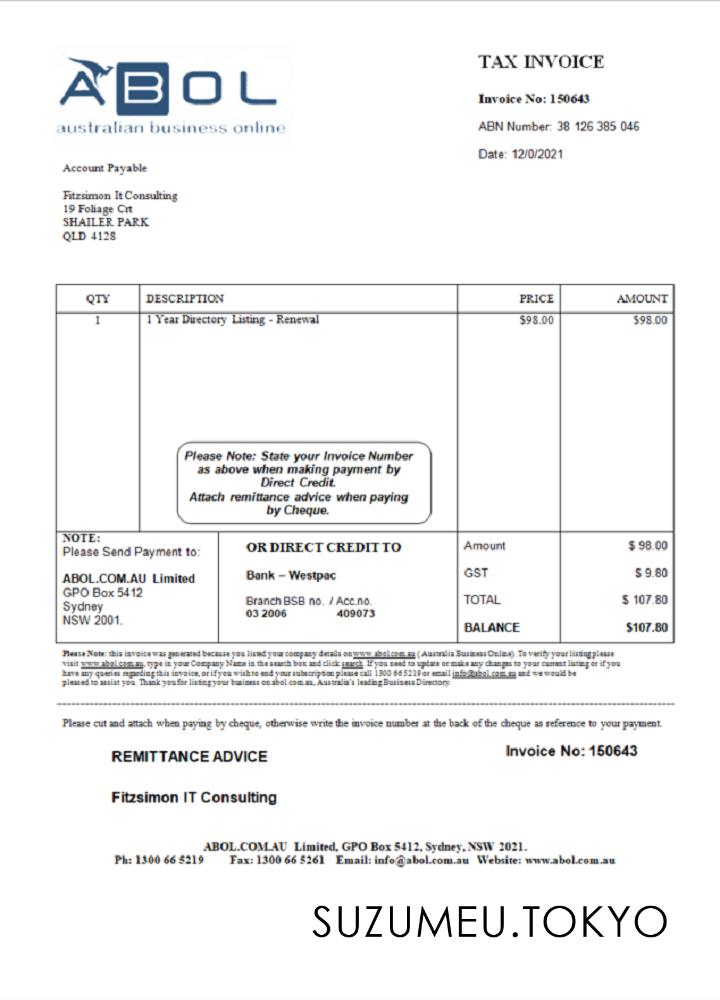 ABOL
australian business online
TAX INVOICE
Invoice No: 150643
ABN Number: 38 126 385 046
Date: 12/0/2021
Account Payable
Fitzsimon It Consulting
19 Foliage Crt
SHAILER PARK
QLD 4128
QTY DESCRIPTION PRICE AMOUNT
1 1 Year Directory Listing - Renewal $98.00 $98.00
Please Note: State your Invoice Number
as above when making payment by
Direct Credit.
Attach remittance advice when paying
by Cheque.
NOTE:
Please Send Payment to:
ABOL.COM.AU Limited
GPO Box 5412
Sydney
NSW 2001.
OR DIRECT CREDIT TO
Bank – Westpac
Branch BSB no. / Acc.no.
03 2006 409073
Amount $ 98.00
GST $ 9.80
TOTAL $ 107.80
BALANCE $107.80
Please Note: this invoice was generated because you listed your company details on www.abol.com.au ( Australia Business Online). To verify your listing please
visit www.abol.com.au, type in your Company Name in the search box and click search. If you need to update or make any changes to your current listing or if you
have any queries regarding this invoice, or if you wish to end your subscription please call 1300 665219 or email info@abol.com.au and we would be
pleased to assist you. Thank you for listing your business on abol.com.au, Australia's leading Business Directory.
Please cut and attach when paying by cheque, otherwise write the invoice number at the back of the cheque as reference to your payment.
REMITTANCE ADVICE
Invoice No: 150643
Fitzsimon IT Consulting
ABOL.COM.AU Limited, GPO Box 5412, Sydney, NSW 2021.
Ph: 1300 66 5219 Fax: 1300 66 5261 Email: info@abol.com.au Website: www.abol.com.au
SUZUMEU.TOKYO